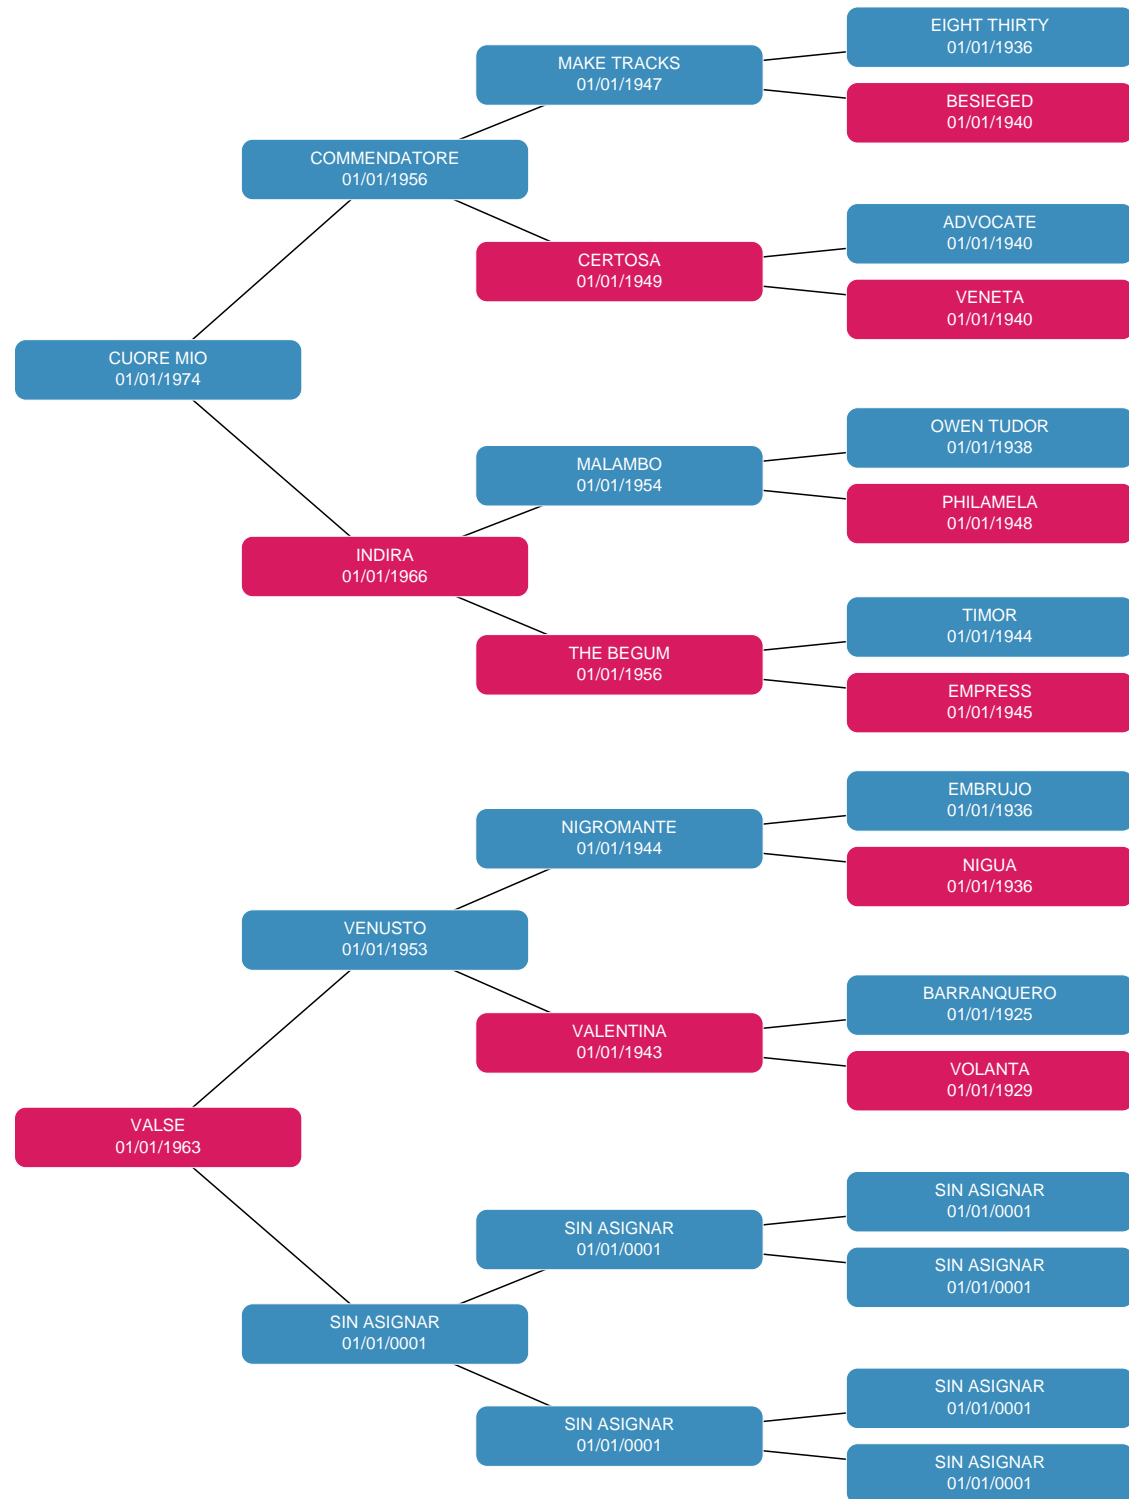 EIGHT THIRTY
01/01/1936
MAKE TRACKS
01/01/1947
BESIEGED
01/01/1940
COMMENDATORE
01/01/1956
ADVOCATE
01/01/1940
CERTOSA
01/01/1949
VENETA
01/01/1940
CUORE MIO
01/01/1974
OWEN TUDOR
01/01/1938
MALAMBO
01/01/1954
PHILAMELA
01/01/1948
INDIRA
01/01/1966
TIMOR
01/01/1944
THE BEGUM
01/01/1956
EMPRESS
01/01/1945
EMBRUJO
01/01/1936
NIGROMANTE
01/01/1944
NIGUA
01/01/1936
VENUSTO
01/01/1953
BARRANQUERO
01/01/1925
VALENTINA
01/01/1943
VOLANTA
01/01/1929
VALSE
01/01/1963
SIN ASIGNAR
01/01/0001
SIN ASIGNAR
01/01/0001
SIN ASIGNAR
01/01/0001
SIN ASIGNAR
01/01/0001
SIN ASIGNAR
01/01/0001
SIN ASIGNAR
01/01/0001
SIN ASIGNAR
01/01/0001